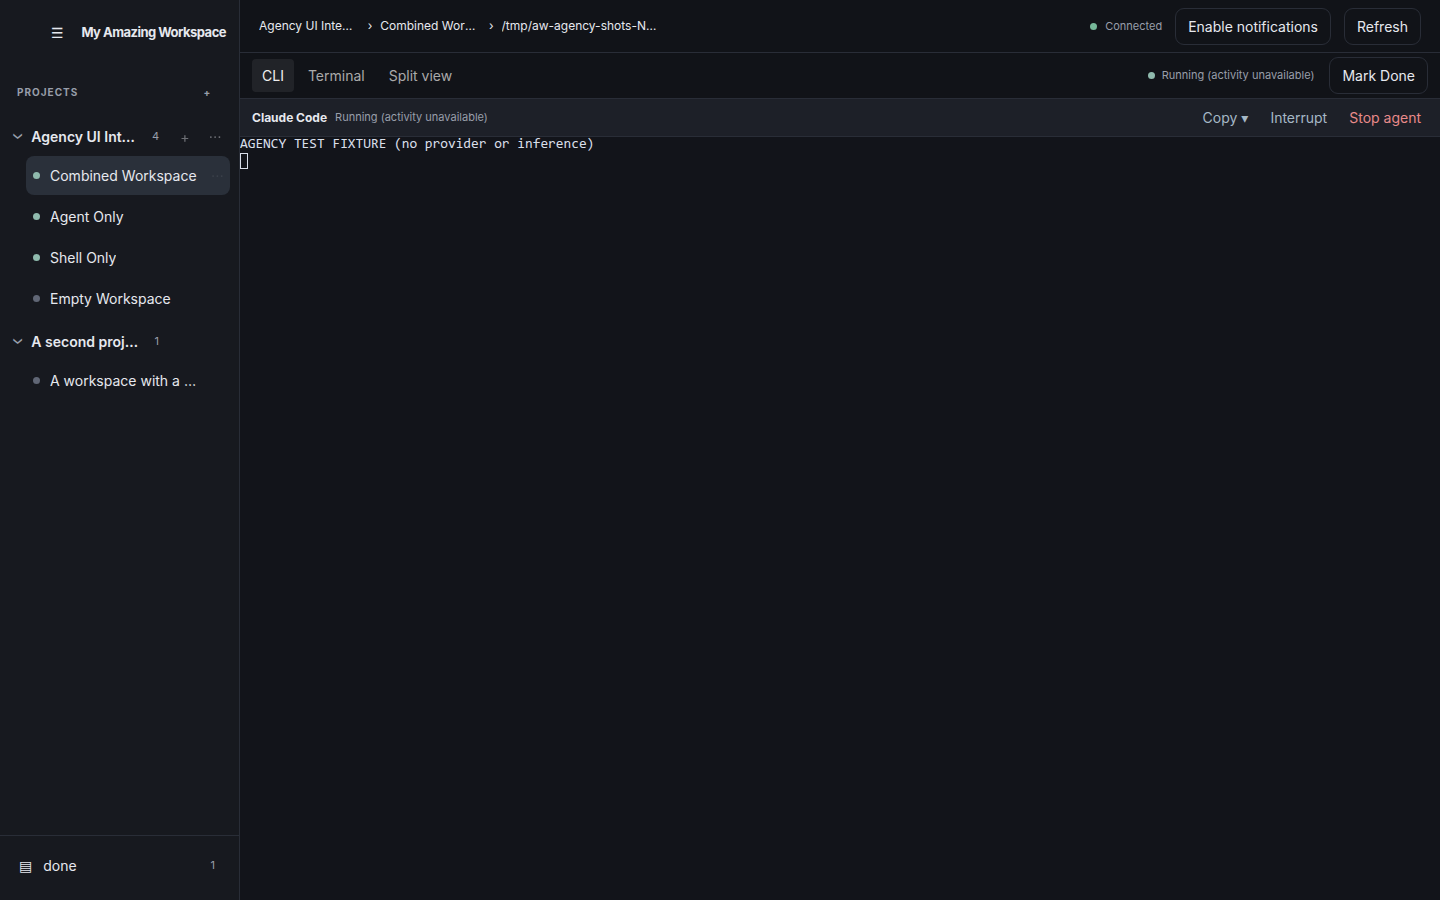 ☰ My Amazing Workspace
PROJECTS +
Agency UI Int... 4 + ...
Combined Workspace
Agent Only
Shell Only
Empty Workspace
A second proj... 1
A workspace with a ...
done 1
Agency UI Inte... › Combined Wor... › /tmp/aw-agency-shots-N...
Connected Enable notifications Refresh
CLI Terminal Split view
Running (activity unavailable) Mark Done
Claude Code Running (activity unavailable)
Copy ▾ Interrupt Stop agent
AGENCY TEST FIXTURE (no provider or inference)